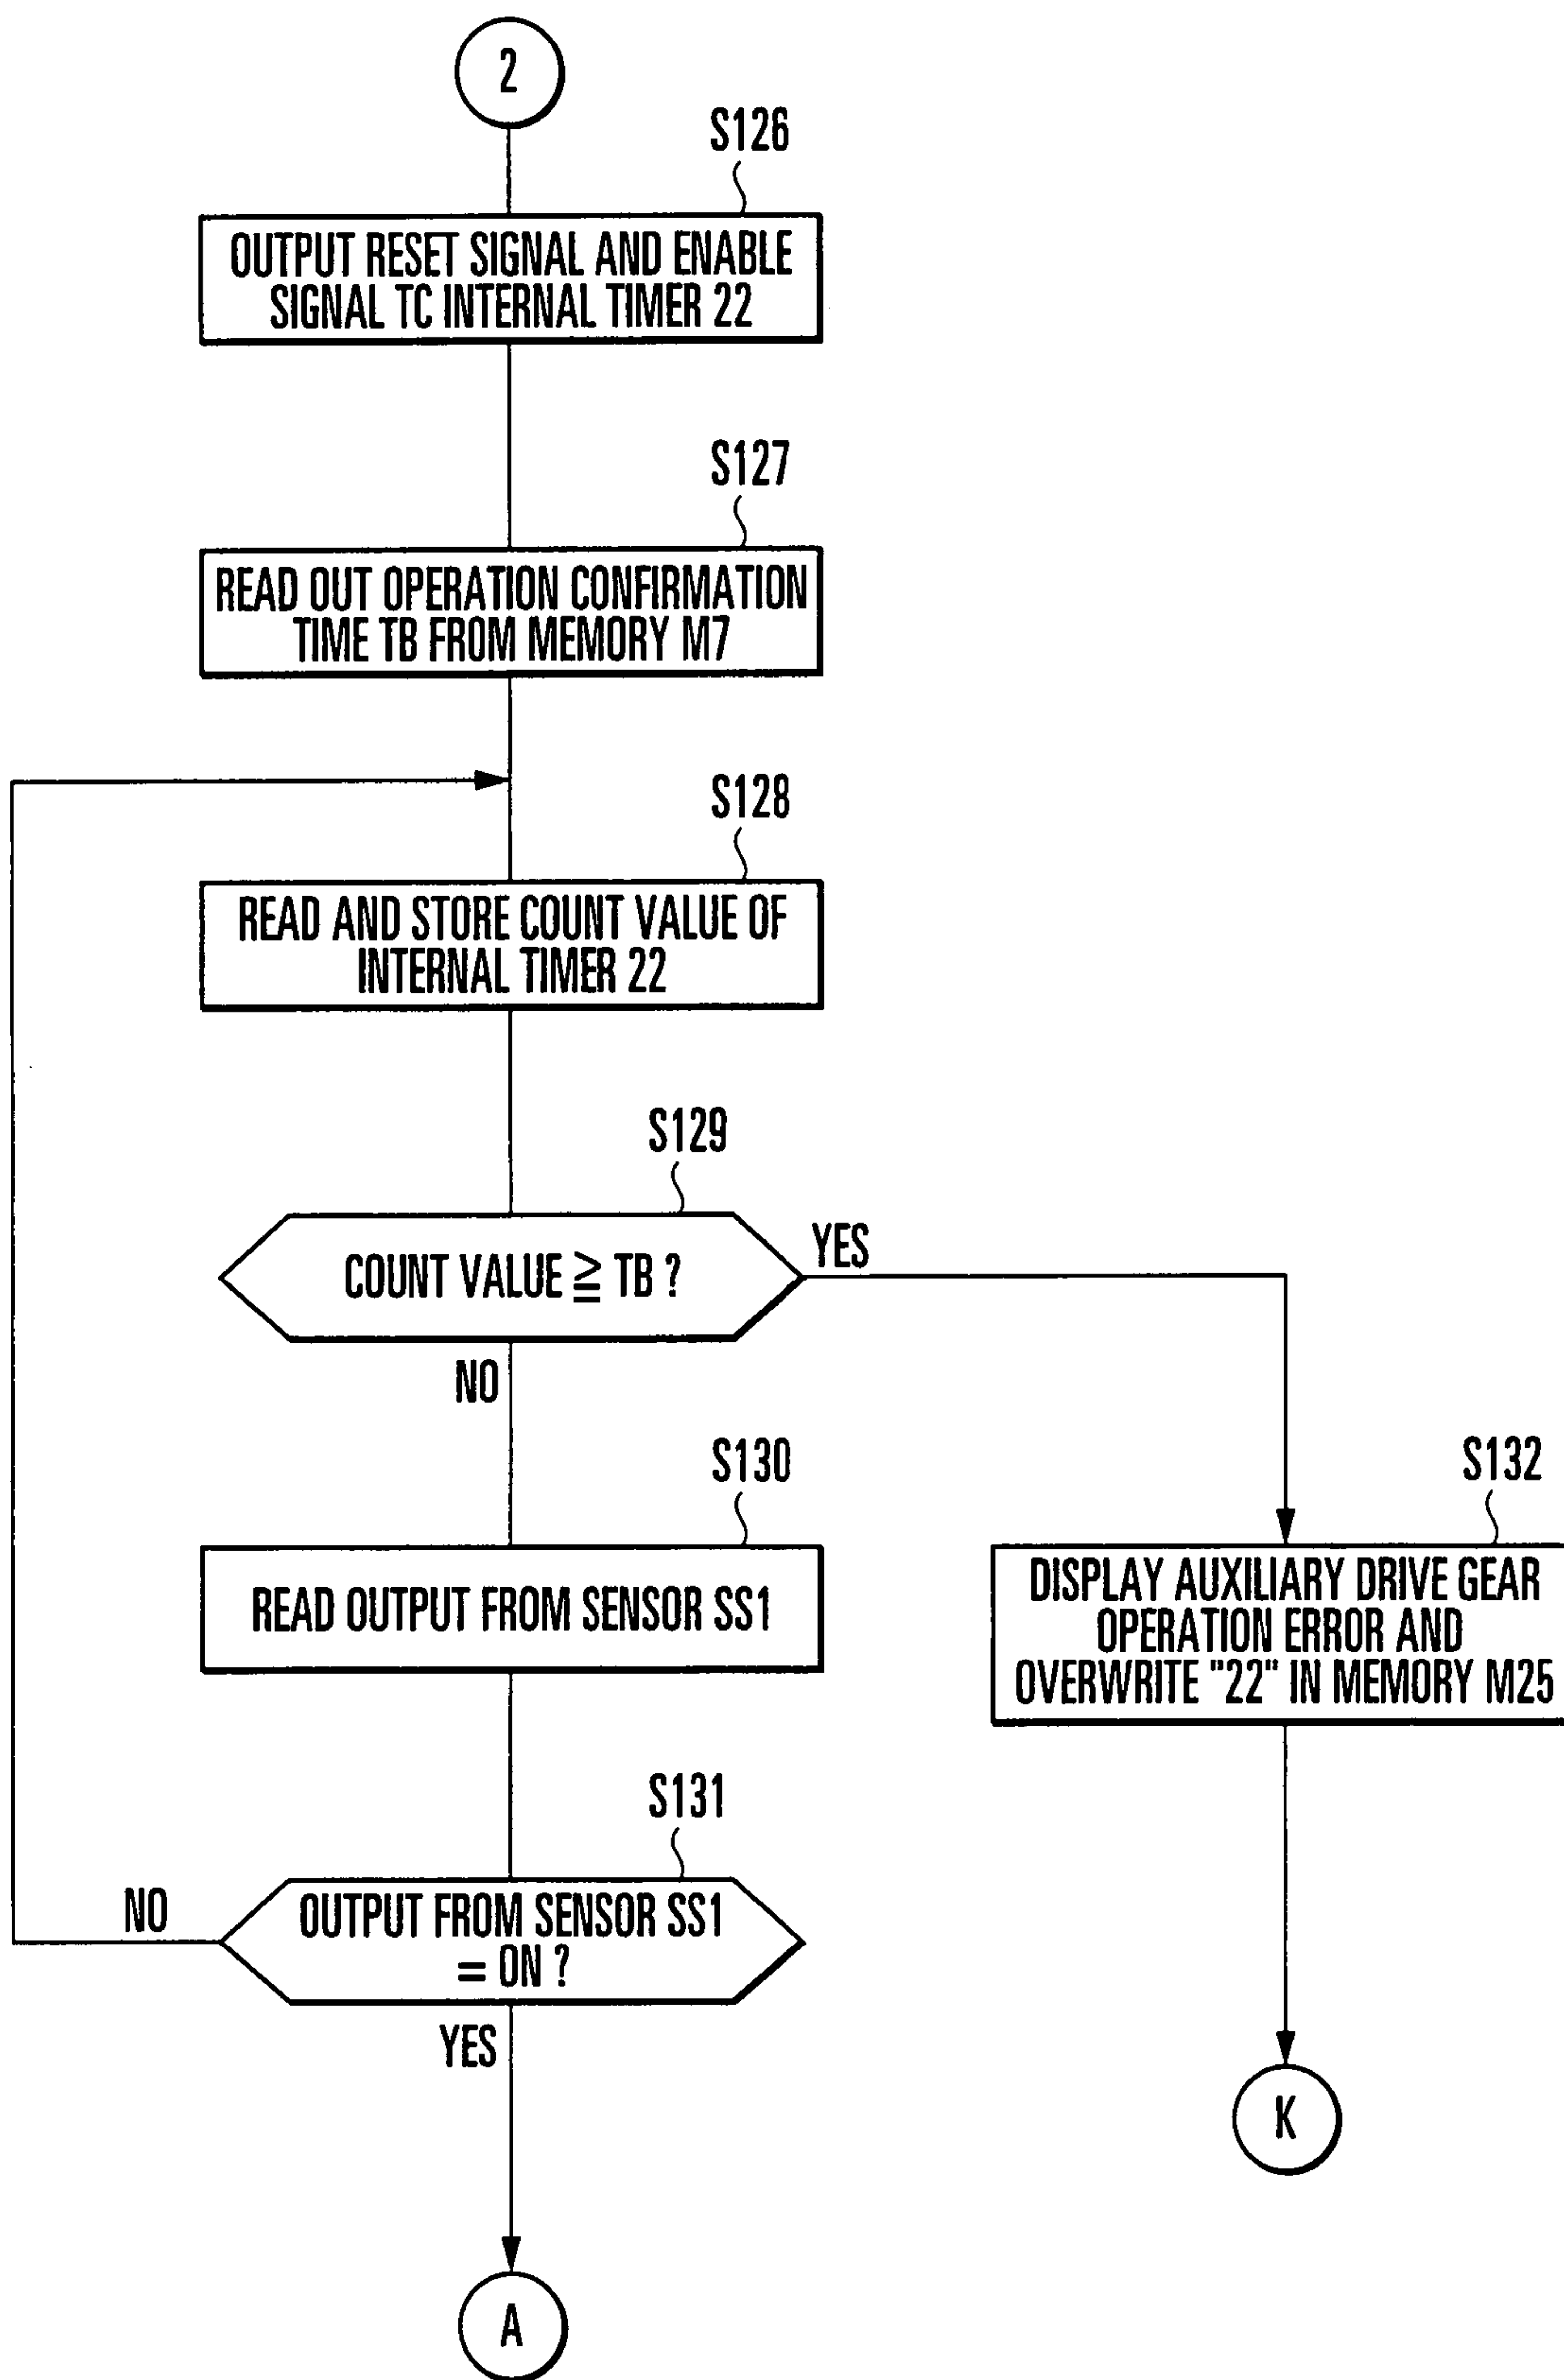 2
S126
OUTPUT RESET SIGNAL AND ENABLE
SIGNAL TC INTERNAL TIMER 22
S127
READ OUT OPERATION CONFIRMATION
TIME TB FROM MEMORY M7
S128
READ AND STORE COUNT VALUE OF
INTERNAL TIMER 22
S129
COUNT VALUE ≧ TB ?
YES
NO
S130
READ OUTPUT FROM SENSOR SS1
S132
DISPLAY AUXILIARY DRIVE GEAR
OPERATION ERROR AND
OVERWRITE "22" IN MEMORY M25
S131
NO
OUTPUT FROM SENSOR SS1
= ON ?
YES
K
A